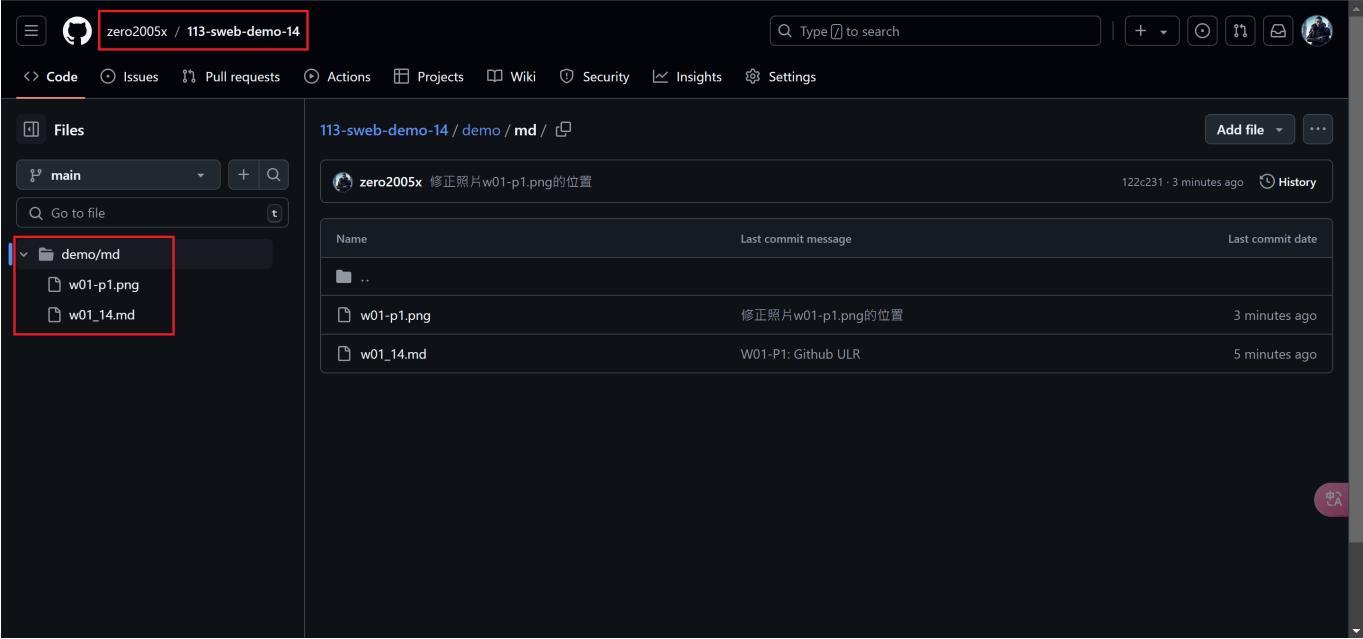 zero2005x / 113-sweb-demo-14
Type / to search
Code Issues Pull requests Actions Projects Wiki Security Insights Settings
Files
main
Go to file t
demo/md
w01-p1.png
w01_14.md
113-sweb-demo-14 / demo / md /
Add file
zero2005x 修正照片w01-p1.png的位置 122c231 · 3 minutes ago History
Name Last commit message Last commit date
..
w01-p1.png 修正照片w01-p1.png的位置 3 minutes ago
w01_14.md W01-P1: Github ULR 5 minutes ago
中 A